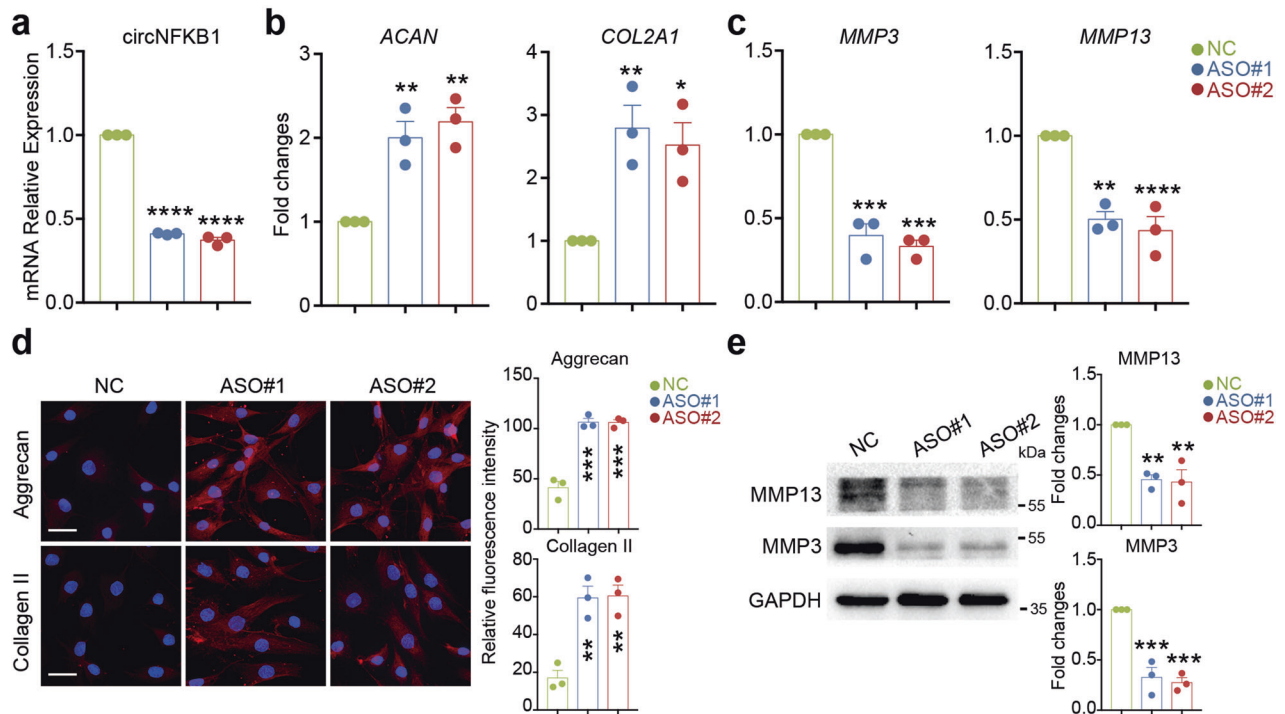 a
circNFKB1
mRNA Relative Expression
1.5
1.0
0.5
0.0
****
****
b
ACAN
Fold changes
3
2
1
0
**
**
COL2A1
4
3
2
1
0
**
*
c
MMP3
1.5
1.0
0.5
0.0
***
***
MMP13
1.5
1.0
0.5
0.0
**
****
NC
ASO#1
ASO#2
d
NC
ASO#1
ASO#2
Aggrecan
Collagen II
Relative fluorescence intensity
Aggrecan
150
100
50
0
***
***
NC
ASO#1
ASO#2
Collagen II
80
60
40
20
0
**
**
e
NC
ASO#1
ASO#2
kDa
MMP13
55
MMP3
55
GAPDH
35
MMP13
Fold changes
1.5
1.0
0.5
0.0
**
**
NC
ASO#1
ASO#2
MMP3
Fold changes
1.5
1.0
0.5
0.0
***
***